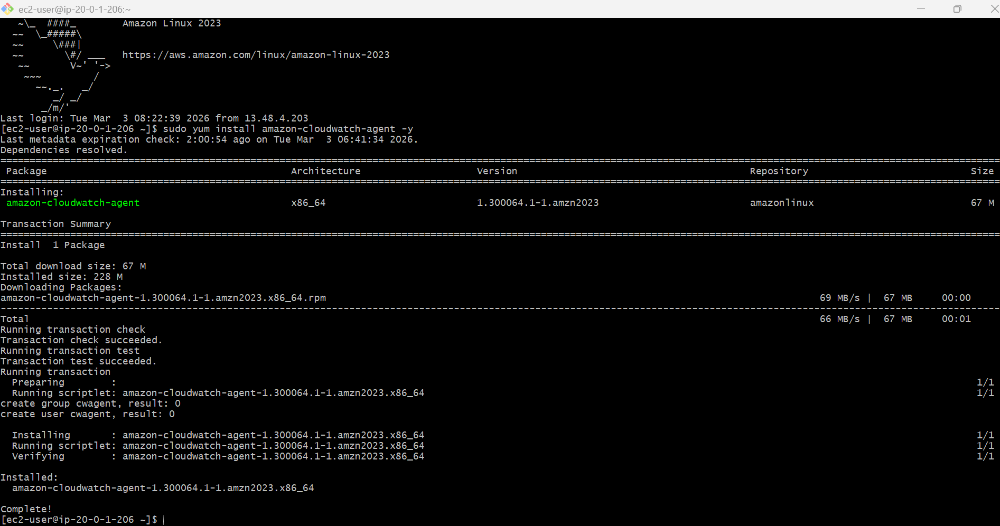 ec2-user@ip-20-0-1-206:~
   ~\_  ####_        Amazon Linux 2023
  ~~  \_#####\
  ~~     \###|
  ~~       \#/ ___   https://aws.amazon.com/linux/amazon-linux-2023
   ~~       V~' '->
    ~~~         /
      ~~._.   _/
         _/ _/
       _/m/'
Last login: Tue Mar  3 08:22:39 2026 from 13.48.4.203
[ec2-user@ip-20-0-1-206 ~]$ sudo yum install amazon-cloudwatch-agent -y
Last metadata expiration check: 2:00:54 ago on Tue Mar  3 06:41:34 2026.
Dependencies resolved.
================================================================================
 Package    Architecture    Version    Repository    Size
================================================================================
Installing:
 amazon-cloudwatch-agent    x86_64    1.300064.1-1.amzn2023    amazonlinux    67 M

Transaction Summary
================================================================================
Install  1 Package

Total download size: 67 M
Installed size: 228 M
Downloading Packages:
amazon-cloudwatch-agent-1.300064.1-1.amzn2023.x86_64.rpm    69 MB/s |  67 MB     00:00
--------------------------------------------------------------------------------
Total    66 MB/s |  67 MB     00:01
Running transaction check
Transaction check succeeded.
Running transaction test
Transaction test succeeded.
Running transaction
  Preparing        :    1/1
  Running scriptlet: amazon-cloudwatch-agent-1.300064.1-1.amzn2023.x86_64    1/1
create group cwagent, result: 0
create user cwagent, result: 0

  Installing       : amazon-cloudwatch-agent-1.300064.1-1.amzn2023.x86_64    1/1
  Running scriptlet: amazon-cloudwatch-agent-1.300064.1-1.amzn2023.x86_64    1/1
  Verifying        : amazon-cloudwatch-agent-1.300064.1-1.amzn2023.x86_64    1/1

Installed:
  amazon-cloudwatch-agent-1.300064.1-1.amzn2023.x86_64

Complete!
[ec2-user@ip-20-0-1-206 ~]$